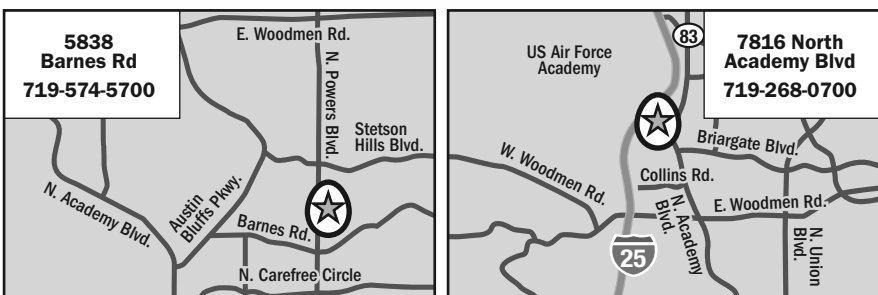 5838
Barnes Rd
719-574-5700
E. Woodmen Rd.
N. Powers Blvd.
Stetson
Hills Blvd.
N. Academy Blvd.
Austin
Bluffs Pkwy.
Barnes Rd.
N. Carefree Circle
83
7816 North
Academy Blvd
719-268-0700
US Air Force
Academy
Briargate Blvd.
W. Woodmen Rd.
Collins Rd.
E. Woodmen Rd.
N. Academy
Blvd.
N. Union
Blvd.
25